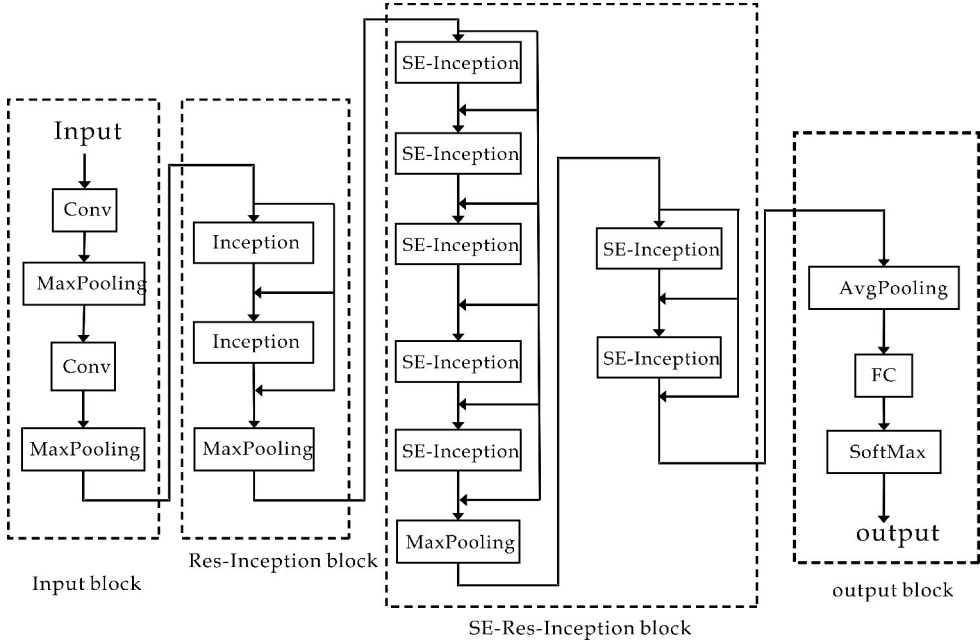 Input
Conv
MaxPooling
Conv
MaxPooling
Input block
Inception
Inception
MaxPooling
Res-Inception block
SE-Inception
SE-Inception
SE-Inception
SE-Inception
SE-Inception
MaxPooling
SE-Inception
SE-Inception
SE-Res-Inception block
AvgPooling
FC
SoftMax
output
output block